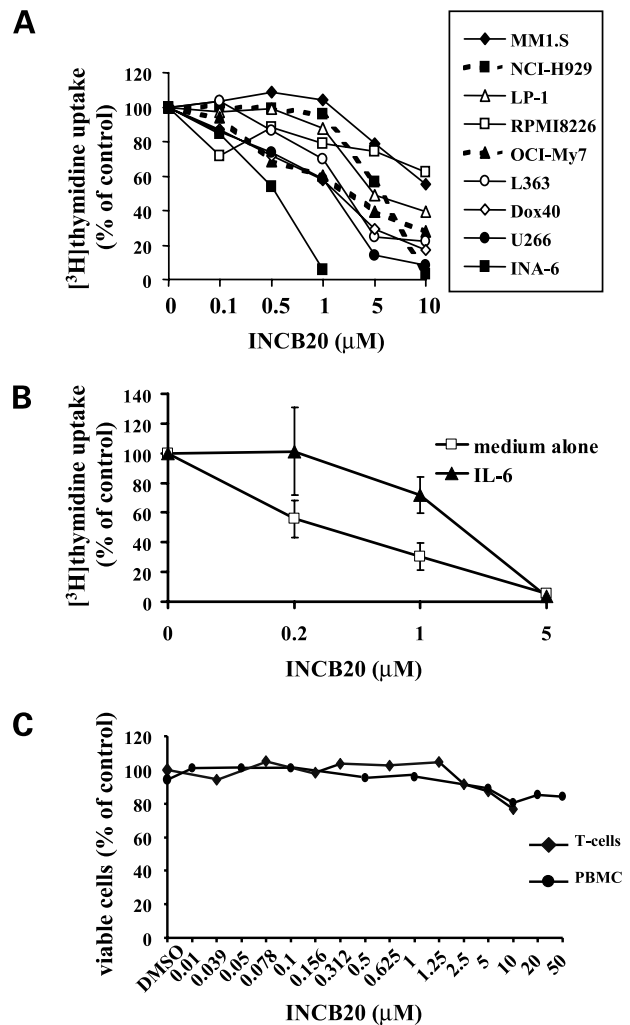 A
[³H]thymidine uptake
(% of control)
120
100
80
60
40
20
0
0 0.1 0.5 1 5 10
INCB20 (μM)
MM1.S
NCI-H929
LP-1
RPMI8226
OCI-My7
L363
Dox40
U266
INA-6
B
[³H]thymidine uptake
(% of control)
140
120
100
80
60
40
20
0
0 0.2 1 5
INCB20 (μM)
medium alone
IL-6
C
viable cells (% of control)
120
100
80
60
40
20
0
DMSO 0.01 0.039 0.05 0.078 0.1 0.156 0.312 0.5 0.625 1 1.25 2.5 5 10 20 50
INCB20 (μM)
T-cells
PBMC